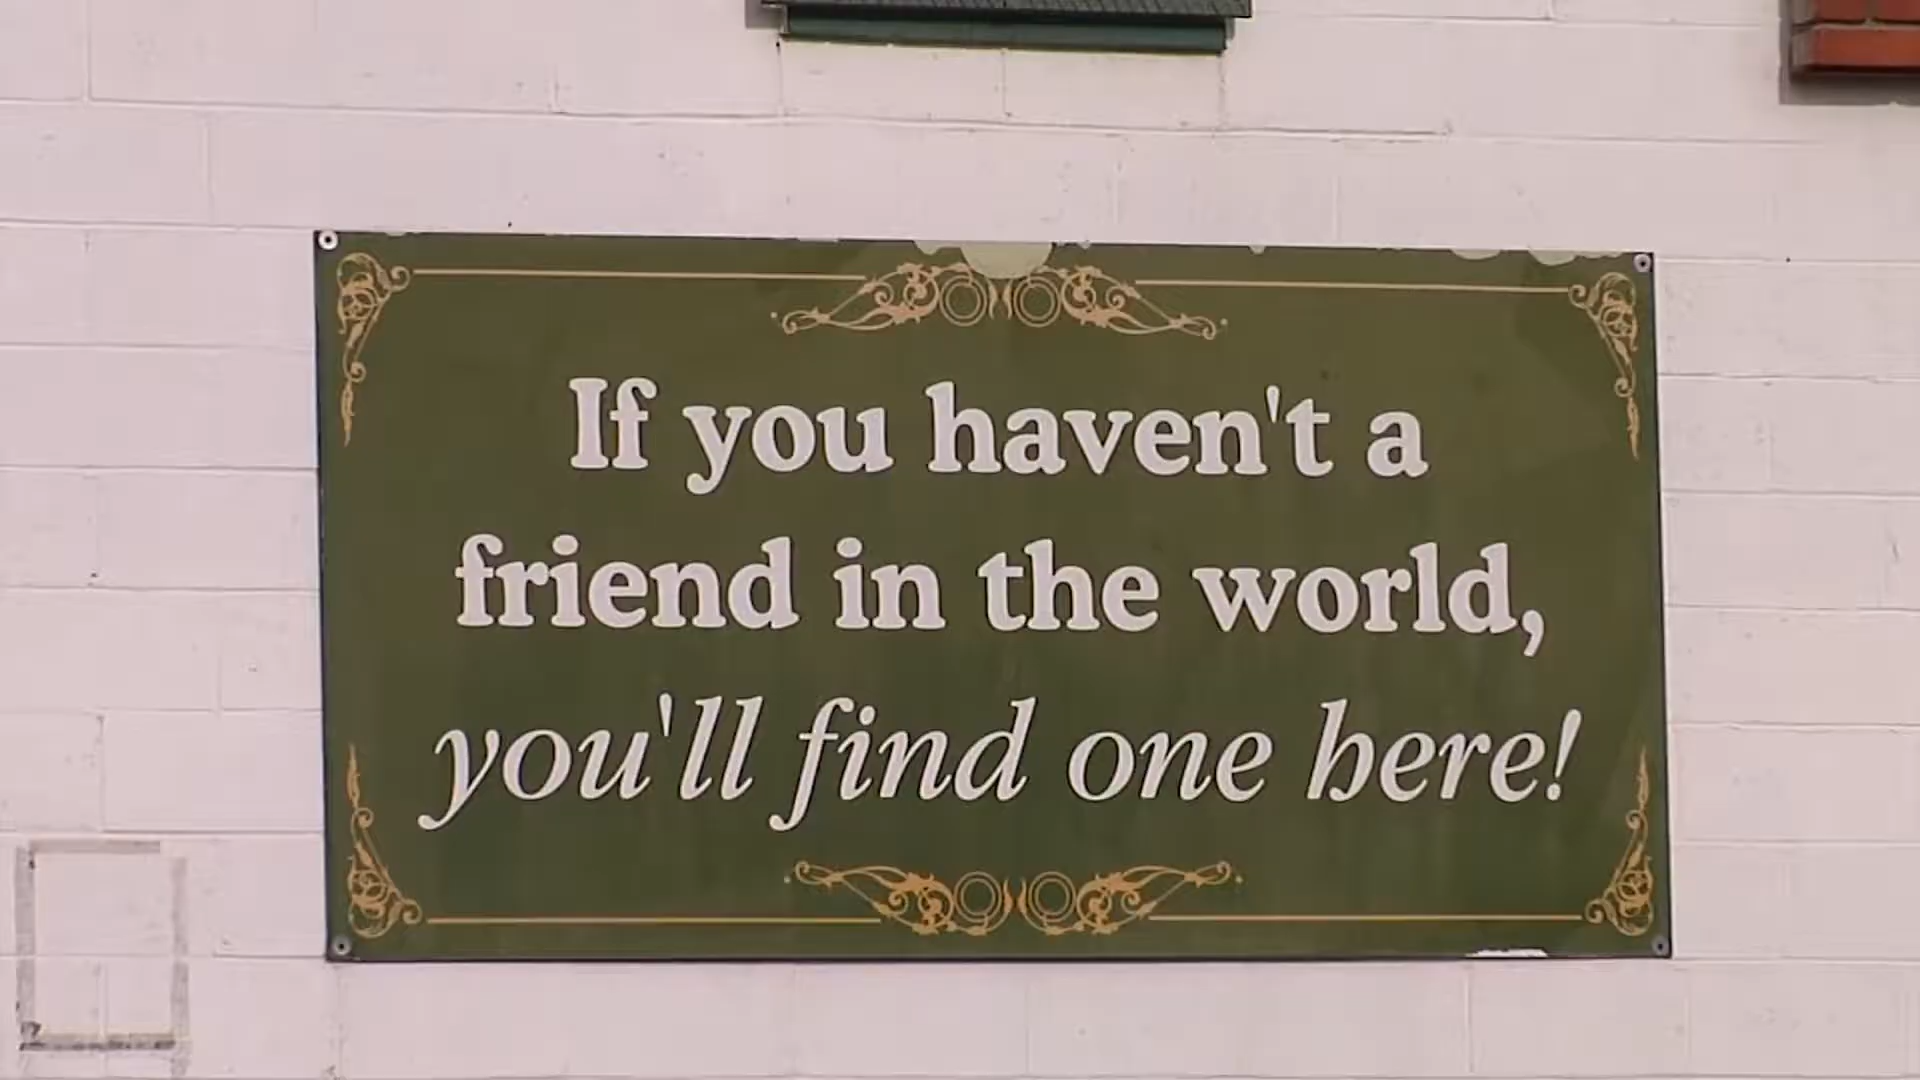 If you haven't a
friend in the world,
you'll find one here!